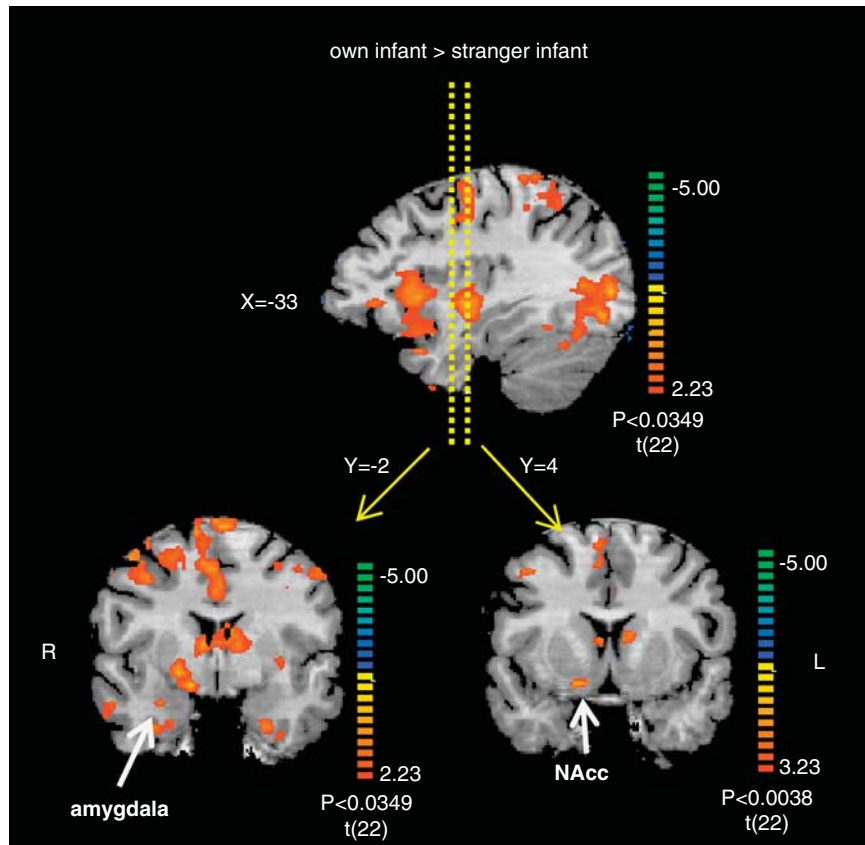 own infant > stranger infant
-5.00
X=-33
2.23
P<0.0349
t(22)
Y=-2
Y=4
-5.00
-5.00
R
L
2.23
3.23
amygdala
NAcc
P<0.0349
P<0.0038
t(22)
t(22)